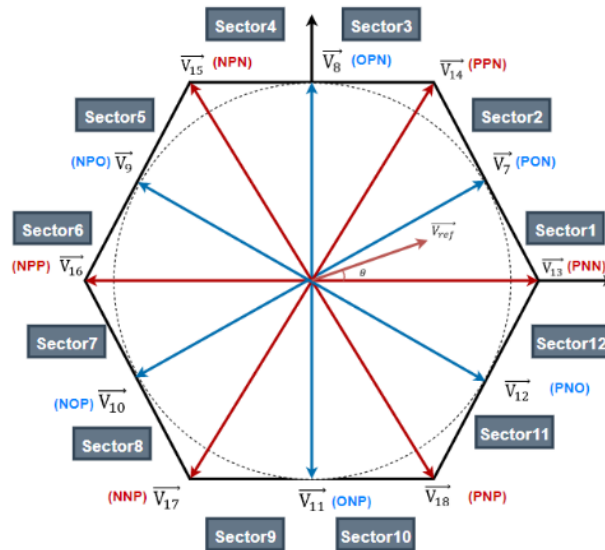 Sector4 Sector3
V15 (NPN) V8 (OPN) V14 (PPN)
Sector5 Sector2
(NPO) V9 V7 (PON)
Sector6 Vref Sector1
(NPP) V16 θ V13 (PNN)
Sector7 Sector12
(NOP) V10 V12 (PNO)
Sector8 Sector11
(NNP) V17 V11 (ONP) V18 (PNP)
Sector9 Sector10